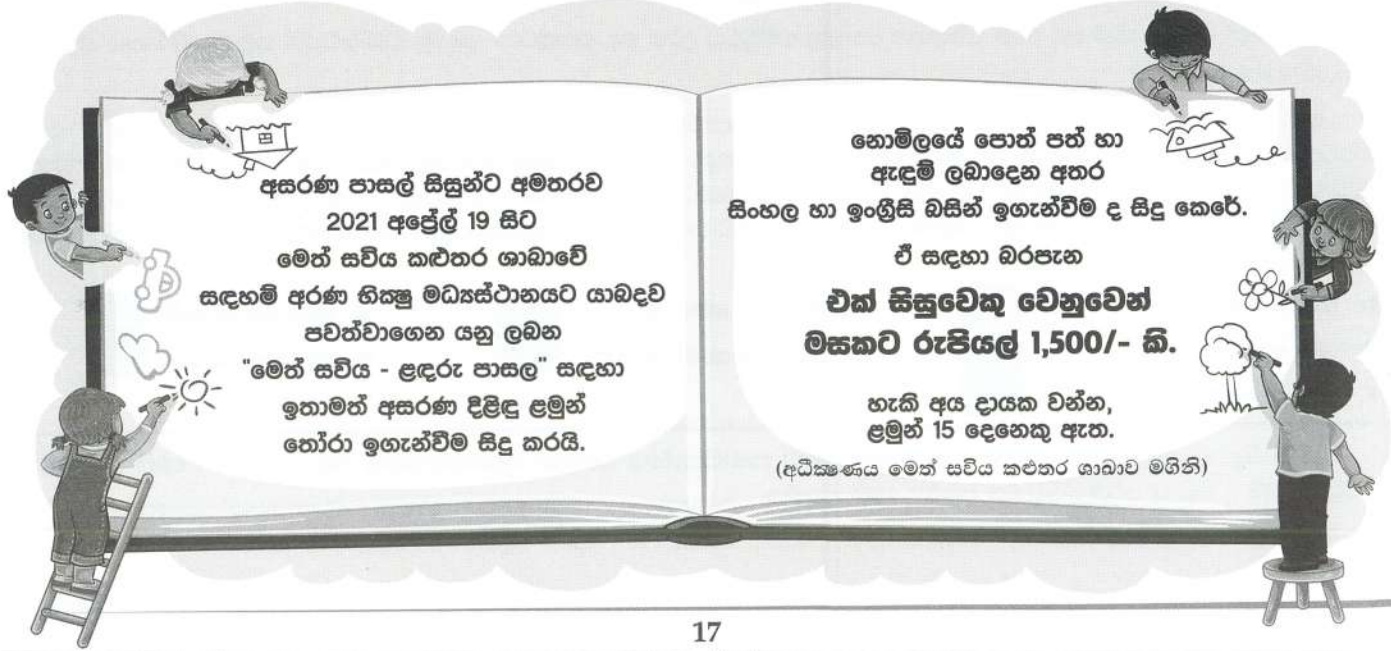 අසරණ පාසල් සිසුන්ට අමතරව
2021 අප්‍රේල් 19 සිට
මෙත් සවිය කළුතර ශාඛාවේ
සඳහම් අරණ භික්ෂු මධ්‍යස්ථානයට යාබදව
පවත්වාගෙන යනු ලබන
"මෙත් සවිය - ළඳරු පාසල" සඳහා
ඉතාමත් අසරණ දිළිඳු ළමුන්
තෝරා ඉගැන්වීම සිදු කරයි.
නොමිලයේ පොත් පත් හා
ඇඳුම් ලබාදෙන අතර
සිංහල හා ඉංග්‍රීසි බසින් ඉගැන්වීම ද සිදු කෙරේ.
ඒ සඳහා බරපැන
එක් සිසුවෙකු වෙනුවෙන්
මසකට රුපියල් 1,500/- කි.
හැකි අය දායක වන්න,
ළමුන් 15 දෙනෙකු ඇත.
(අධීක්ෂණය මෙත් සවිය කළුතර ශාඛාව මගිනි)
17